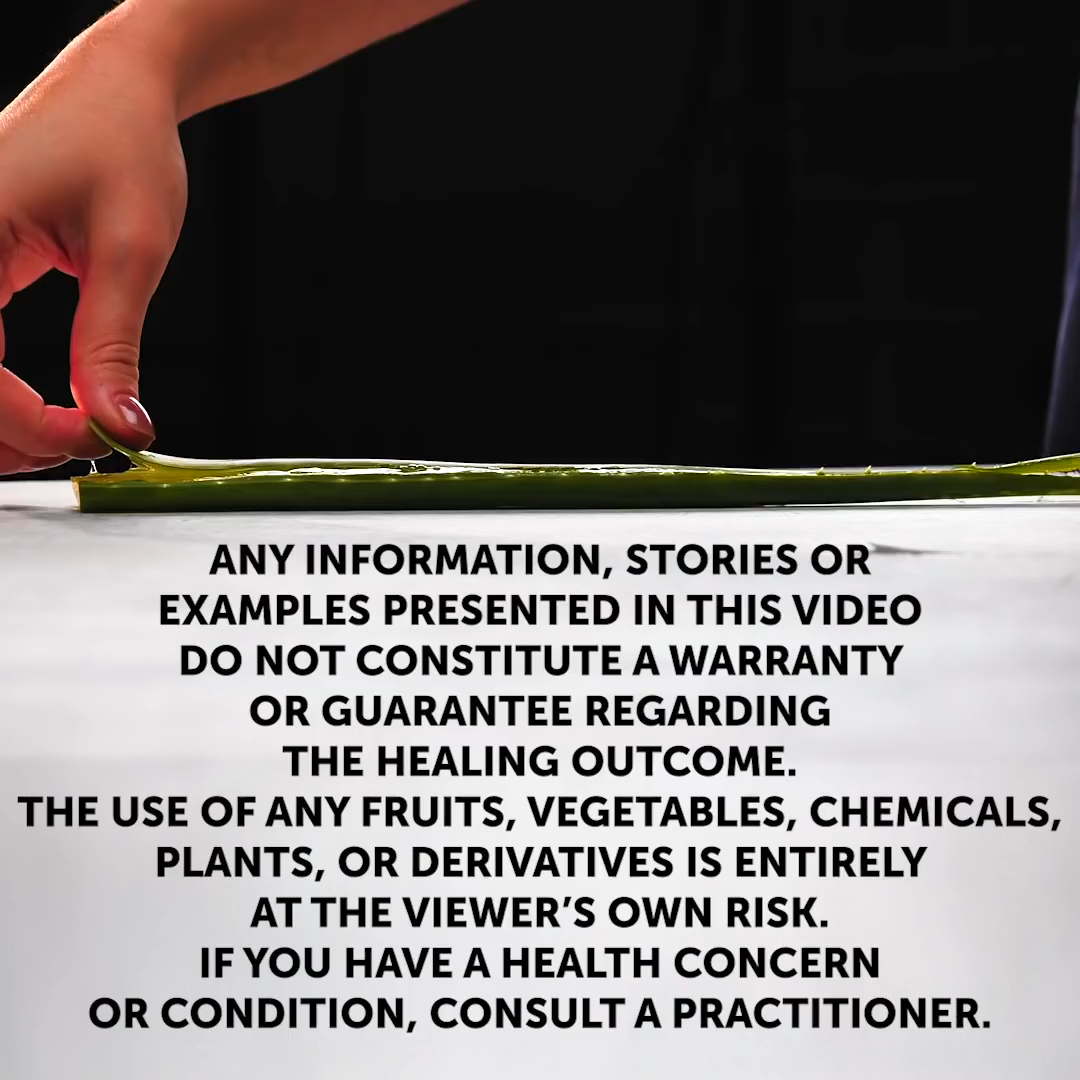 ANY INFORMATION, STORIES OR
EXAMPLES PRESENTED IN THIS VIDEO
DO NOT CONSTITUTE A WARRANTY
OR GUARANTEE REGARDING
THE HEALING OUTCOME.
THE USE OF ANY FRUITS, VEGETABLES, CHEMICALS,
PLANTS, OR DERIVATIVES IS ENTIRELY
AT THE VIEWER’S OWN RISK.
IF YOU HAVE A HEALTH CONCERN
OR CONDITION, CONSULT A PRACTITIONER.